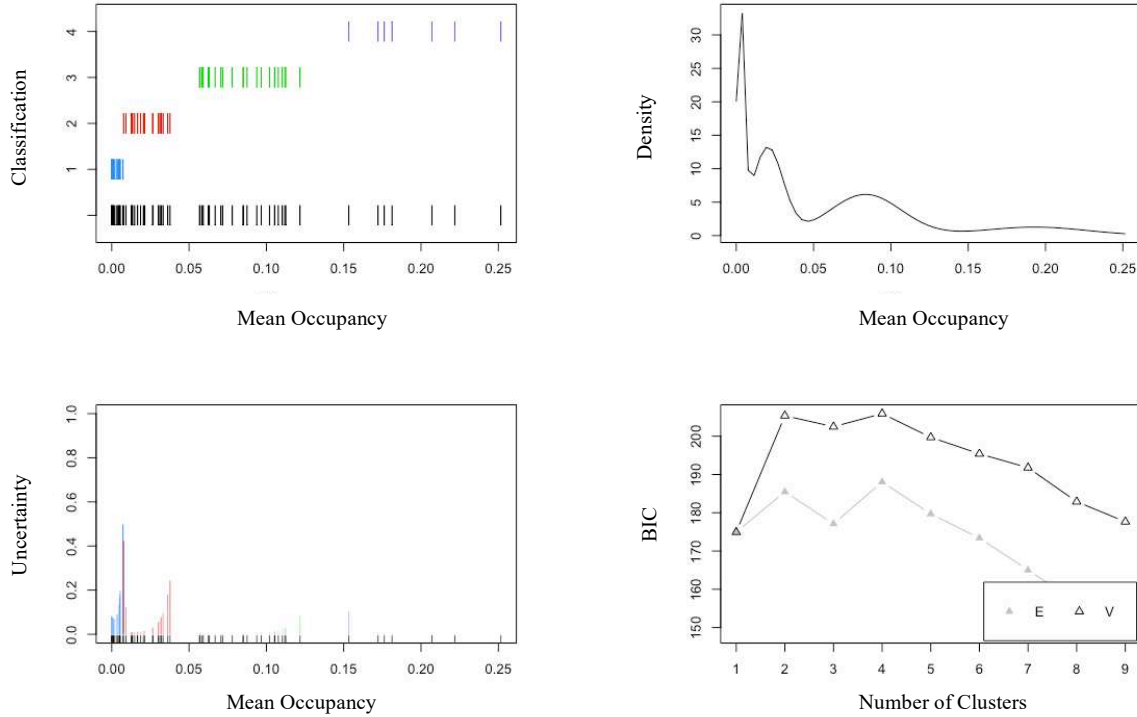 Classification
4
3
2
1
0.00 0.05 0.10 0.15 0.20 0.25
Mean Occupancy
Density
30
25
20
15
10
5
0
0.00 0.05 0.10 0.15 0.20 0.25
Mean Occupancy
Uncertainty
1.0
0.8
0.6
0.4
0.2
0.0
0.00 0.05 0.10 0.15 0.20 0.25
Mean Occupancy
BIC
200
190
180
170
160
150
E V
1 2 3 4 5 6 7 8 9
Number of Clusters